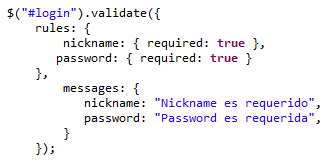 $("#login").validate({
    rules: {
        nickname: { required: true },
       password: { required: true }
    },
        messages: {
           nickname: "Nickname es requerido",
           password: "Password es requerida",
        }
    });